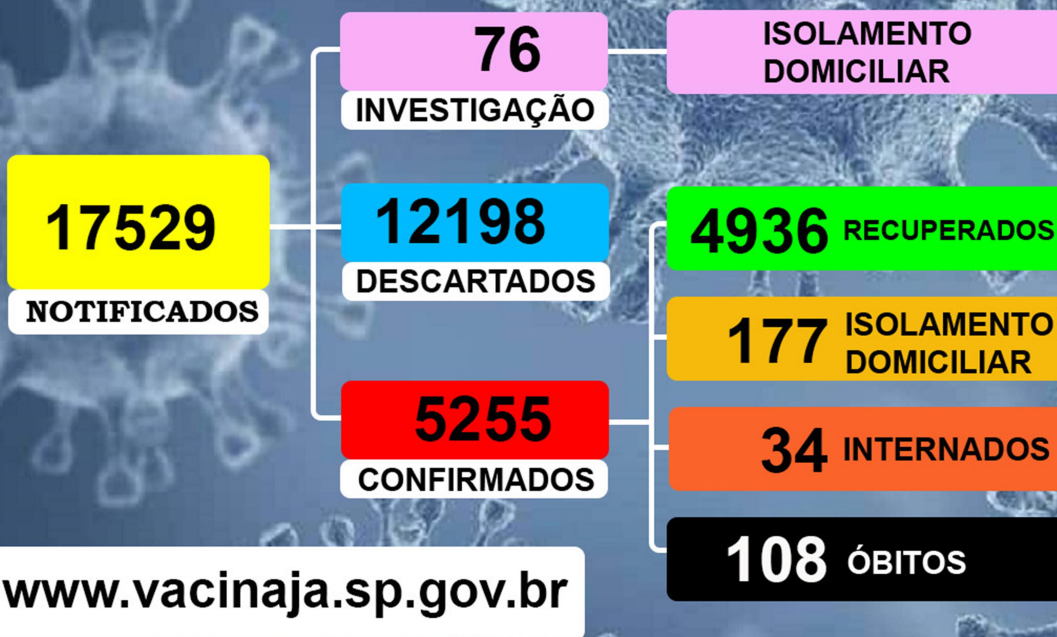 17529
NOTIFICADOS
76
INVESTIGAÇÃO
ISOLAMENTO
DOMICILIAR
12198
DESCARTADOS
5255
CONFIRMADOS
4936 RECUPERADOS
177 ISOLAMENTO
DOMICILIAR
34 INTERNADOS
108 ÓBITOS
www.vacinaja.sp.gov.br